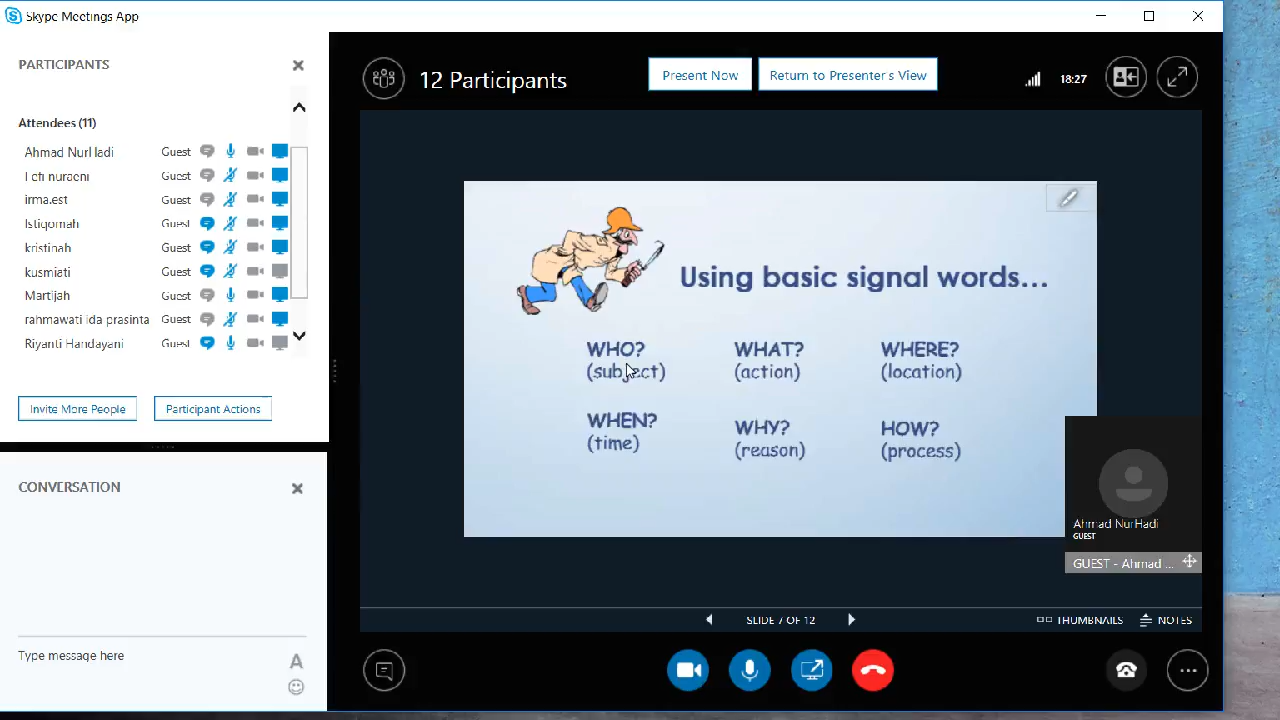 Skype Meetings App
PARTICIPANTS
Attendees (11)
Ahmad NurHadi Guest
Guest
irma.est Guest
Istiqomah Guest
kristinah Guest
kusmiati Guest
Martijah Guest
rahmawati ida prasinta Guest
Riyanti Handayani Guest
Invite More People
Participant Actions
CONVERSATION
Type message here
A
12 Participants
Present Now
Return to Presenter's View
18:27
Using basic signal words...
WHO? WHAT? WHERE?
(subject) (action) (location)
WHEN? WHY? HOW?
(time) (reason) (process)
Ahmad NurHadi
GUEST
GUEST - Ahmad ...
SLIDE 7 OF 12
THUMBNAILS
NOTES